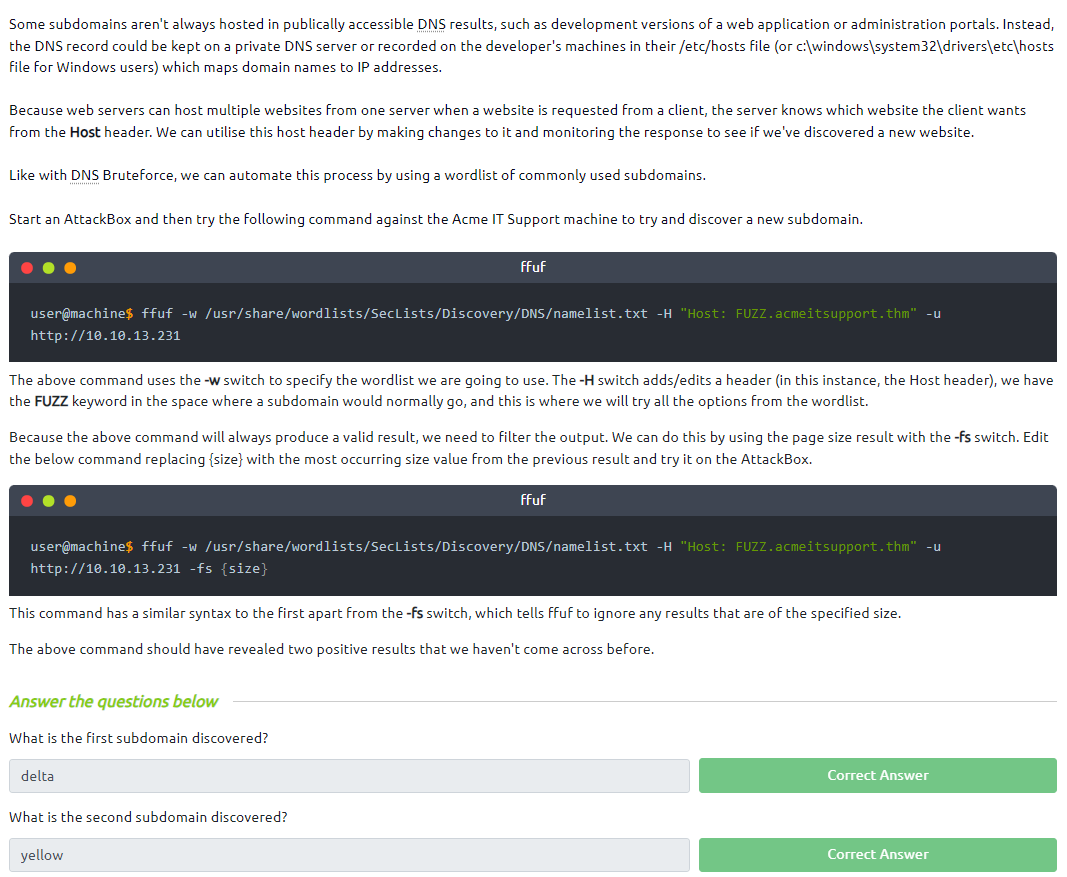 Some subdomains aren't always hosted in publically accessible DNS results, such as development versions of a web application or administration portals. Instead,
the DNS record could be kept on a private DNS server or recorded on the developer's machines in their /etc/hosts file (or c:\windows\system32\drivers\etc\hosts
file for Windows users) which maps domain names to IP addresses.
Because web servers can host multiple websites from one server when a website is requested from a client, the server knows which website the client wants
from the Host header. We can utilise this host header by making changes to it and monitoring the response to see if we've discovered a new website.
Like with DNS Bruteforce, we can automate this process by using a wordlist of commonly used subdomains.
Start an AttackBox and then try the following command against the Acme IT Support machine to try and discover a new subdomain.
ffuf
user@machine$ ffuf -w /usr/share/wordlists/SecLists/Discovery/DNS/namelist.txt -H "Host: FUZZ.acmeitsupport.thm" -u
http://10.10.13.231
The above command uses the -w switch to specify the wordlist we are going to use. The -H switch adds/edits a header (in this instance, the Host header), we have
the FUZZ keyword in the space where a subdomain would normally go, and this is where we will try all the options from the wordlist.
Because the above command will always produce a valid result, we need to filter the output. We can do this by using the page size result with the -fs switch. Edit
the below command replacing {size} with the most occurring size value from the previous result and try it on the AttackBox.
ffuf
user@machine$ ffuf -w /usr/share/wordlists/SecLists/Discovery/DNS/namelist.txt -H "Host: FUZZ.acmeitsupport.thm" -u
http://10.10.13.231 -fs {size}
This command has a similar syntax to the first apart from the -fs switch, which tells ffuf to ignore any results that are of the specified size.
The above command should have revealed two positive results that we haven't come across before.
Answer the questions below
What is the first subdomain discovered?
delta
Correct Answer
What is the second subdomain discovered?
yellow
Correct Answer